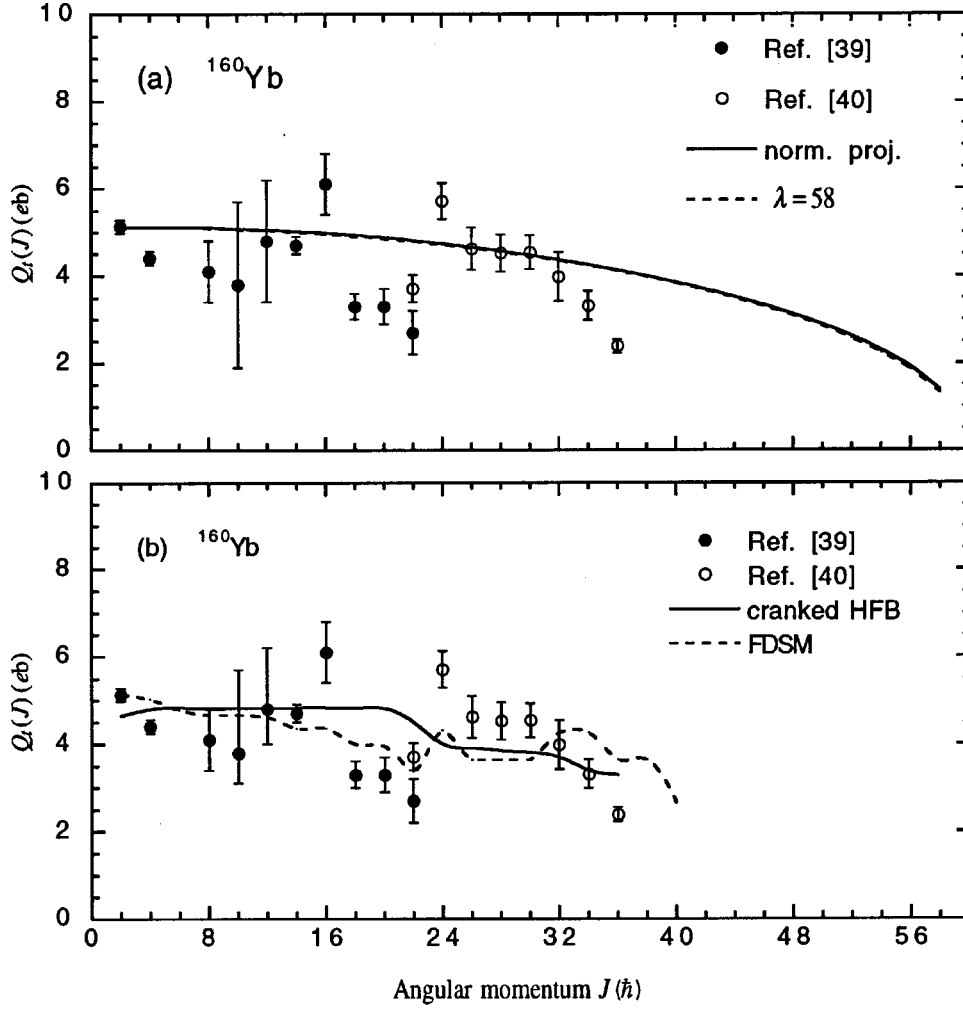 10
8
6
4
2
0
Q_t(J)(eb)
(a) ¹⁶⁰Yb
Ref. [39]
Ref. [40]
norm. proj.
λ=58
10
8
6
4
2
0
Q_t(J)(eb)
(b) ¹⁶⁰Yb
Ref. [39]
Ref. [40]
cranked HFB
FDSM
0 8 16 24 32 40 48 56
Angular momentum J(ħ)